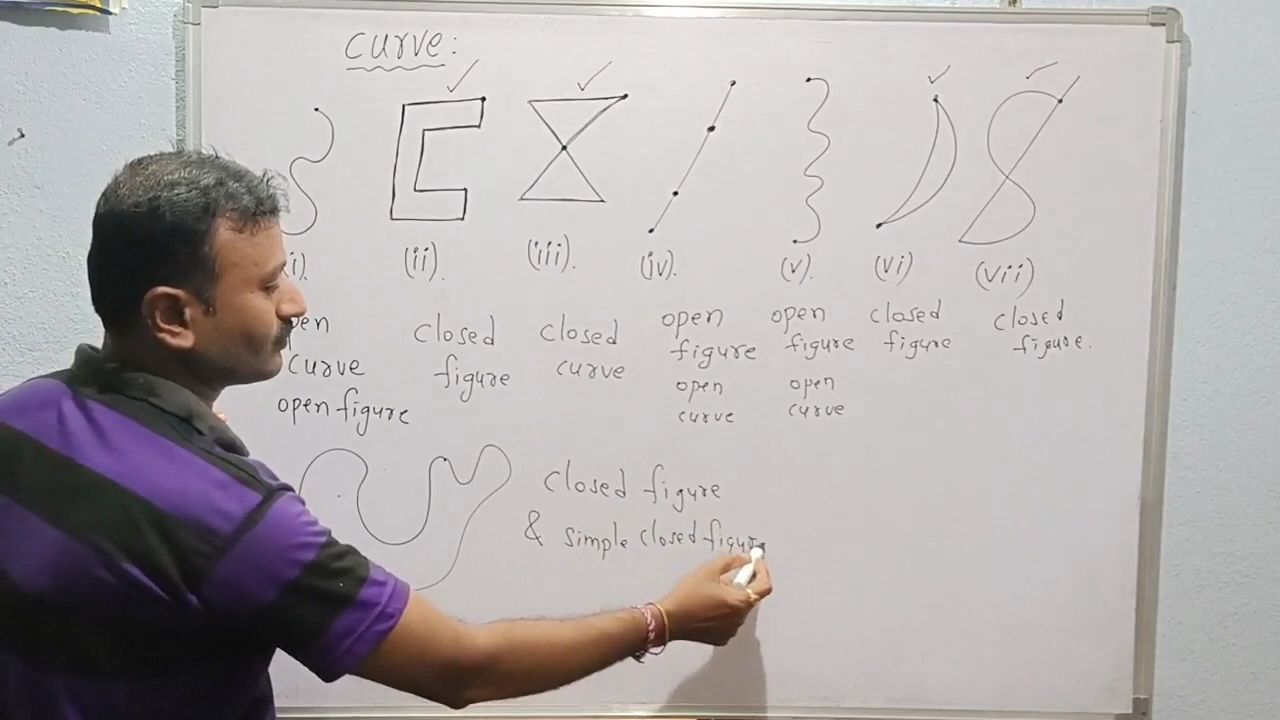 curve:
(ii). (iii). (iv). (v). (vi) (vii)
closed figure
closed curve
open figure
open curve
open figure
open curve
closed figure
closed figure.
curve
open figure
closed figure
& simple closed figure